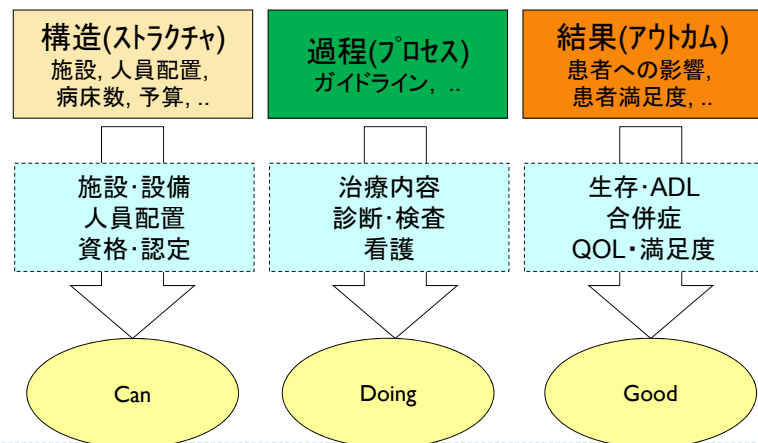 構造(ストラクチャ)
施設, 人員配置,
病床数, 予算, ..
過程(プロセス)
ガイドライン, ..
結果(アウトカム)
患者への影響,
患者満足度, ..
施設・設備
人員配置
資格・認定
治療内容
診断・検査
看護
生存・ADL
合併症
QOL・満足度
Can
Doing
Good